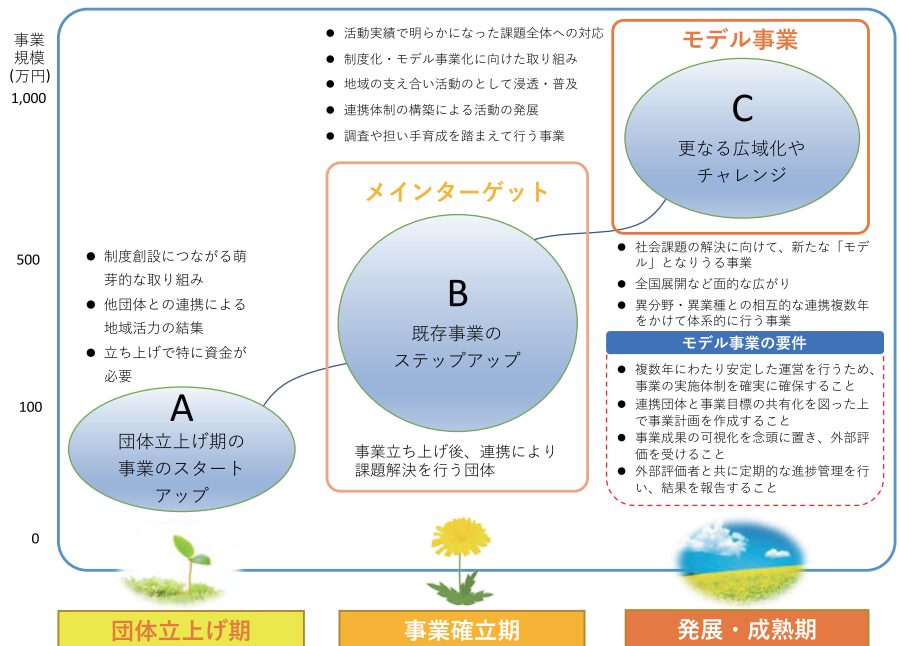 事業
規模
(万円)
1,000
500
100
0
● 活動実績で明らかになった課題全体への対応
● 制度化・モデル事業化に向けた取り組み
● 地域の支え合い活動のとして浸透・普及
● 連携体制の構築による活動の発展
● 調査や担い手育成を踏まえて行う事業
モデル事業
C
更なる広域化や
チャレンジ
メインターゲット
B
既存事業の
ステップアップ
事業立ち上げ後、連携により
課題解決を行う団体
● 制度創設につながる萌
芽的な取り組み
● 他団体との連携による
地域活力の結集
● 立ち上げで特に資金が
必要
A
団体立上げ期の
事業のスタート
アップ
● 社会課題の解決に向けて、新たな「モデ
ル」となりうる事業
● 全国展開など面的な広がり
● 異分野・異業種との相互的な連携複数年
をかけて体系的に行う事業
モデル事業の要件
● 複数年にわたり安定した運営を行うため、
事業の実施体制を確実に確保すること
● 連携団体と事業目標の共有化を図った上
で事業計画を作成すること
● 事業成果の可視化を念頭に置き、外部評
価を受けること
● 外部評価者と共に定期的な進捗管理を行
い、結果を報告すること
団体立上げ期
事業確立期
発展・成熟期